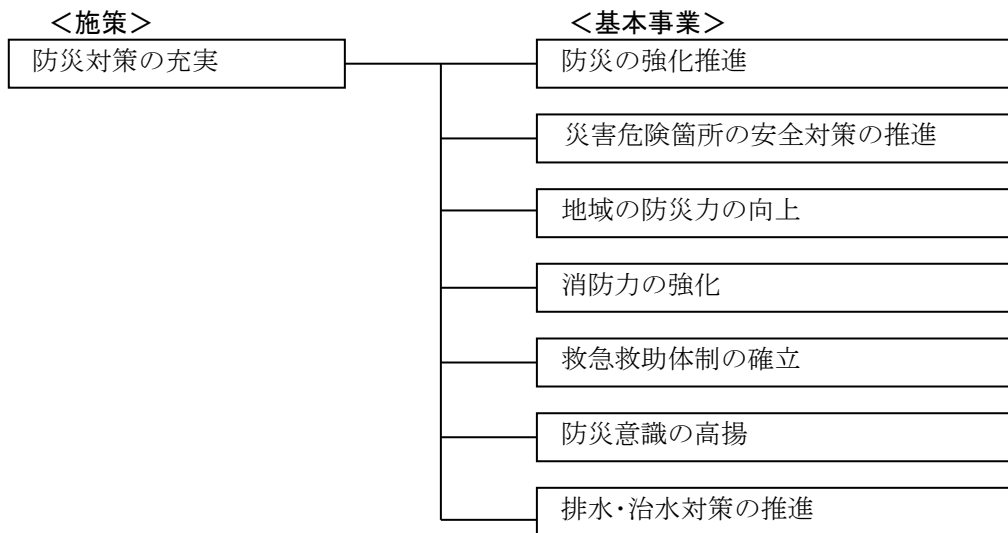 ＜施策＞
＜基本事業＞
防災対策の充実
防災の強化推進
災害危険箇所の安全対策の推進
地域の防災力の向上
消防力の強化
救急救助体制の確立
防災意識の高揚
排水・治水対策の推進